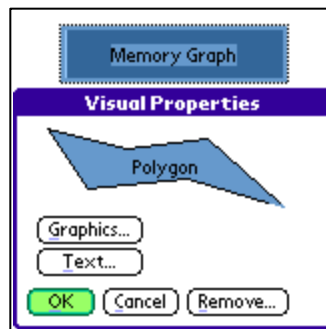 Memory Graph
Visual Properties
Polygon
Graphics...
Text...
OK Cancel Remove...